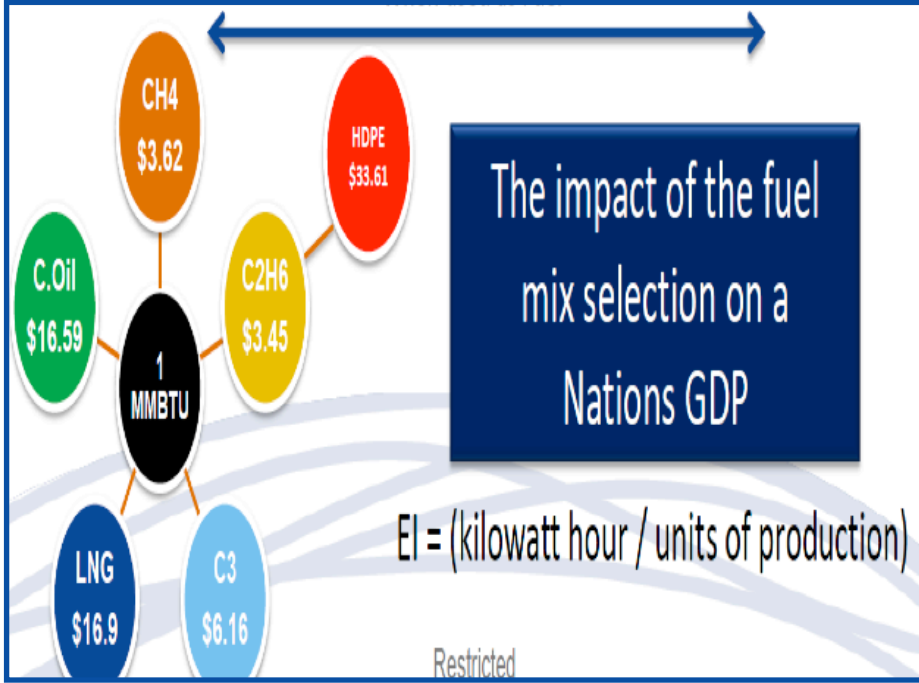 CH4
$3.62
HDPE
$33.61
C.Oil
$16.59
C2H6
$3.45
1
MMBTU
LNG
$16.9
C3
$6.16
The impact of the fuel
mix selection on a
Nations GDP
EI = (kilowatt hour / units of production)
Restricted